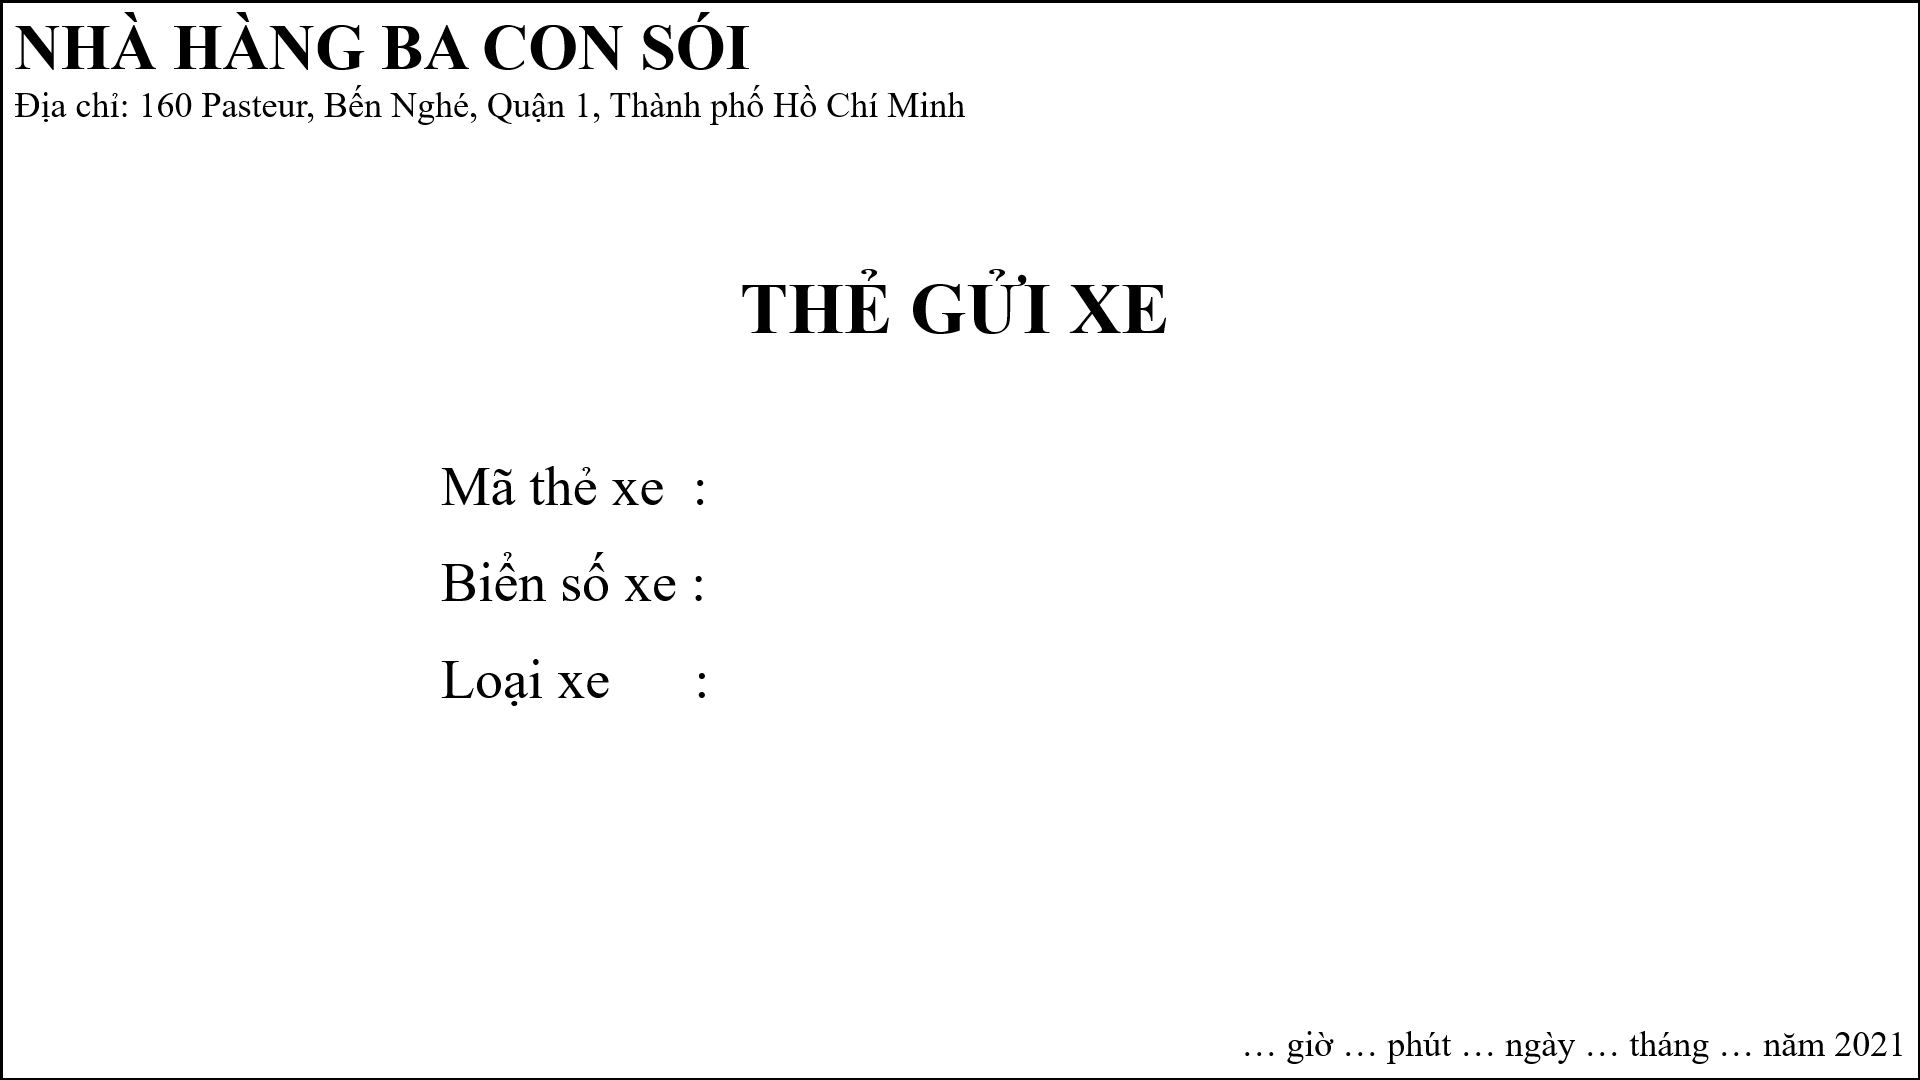 NHÀ HÀNG BA CON SÓI
Địa chỉ: 160 Pasteur, Bến Nghé, Quận 1, Thành phố Hồ Chí Minh
THẺ GỬI XE
Mã thẻ xe :
Biển số xe :
Loại xe :
… giờ … phút … ngày … tháng … năm 2021